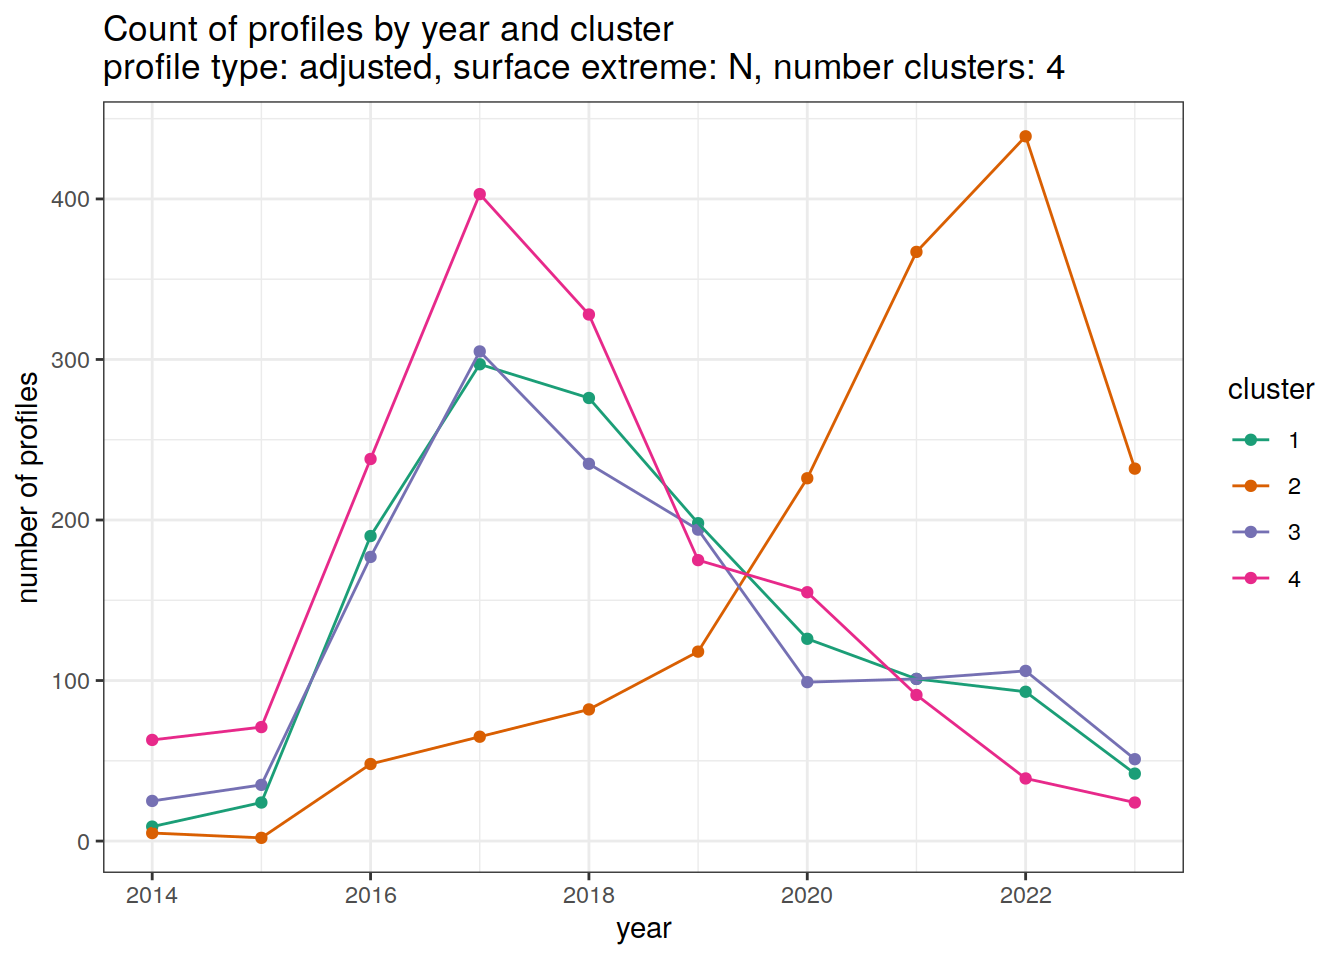 Count of profiles by year and cluster
profile type: adjusted, surface extreme: N, number clusters: 4
number of profiles
400
300
200
100
0
2014
2016
2018
2020
2022
year
cluster
1
2
3
4